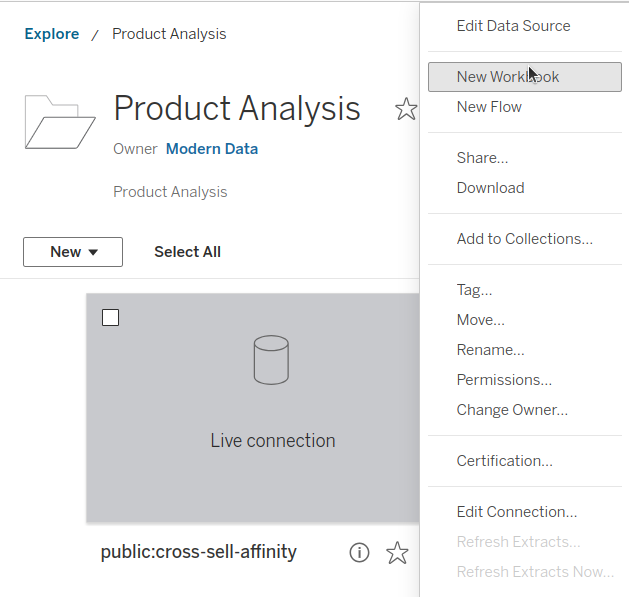 Explore / Product Analysis
Product Analysis
Owner Modern Data
Product Analysis
New Select All
Live connection
public:cross-sell-affinity
Edit Data Source
New Workbook
New Flow
Share...
Download
Add to Collections...
Tag...
Move...
Rename...
Permissions...
Change Owner...
Certification...
Edit Connection...
Refresh Extracts...
Refresh Extracts Now...